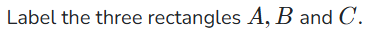 Label the three rectangles A, B and C.